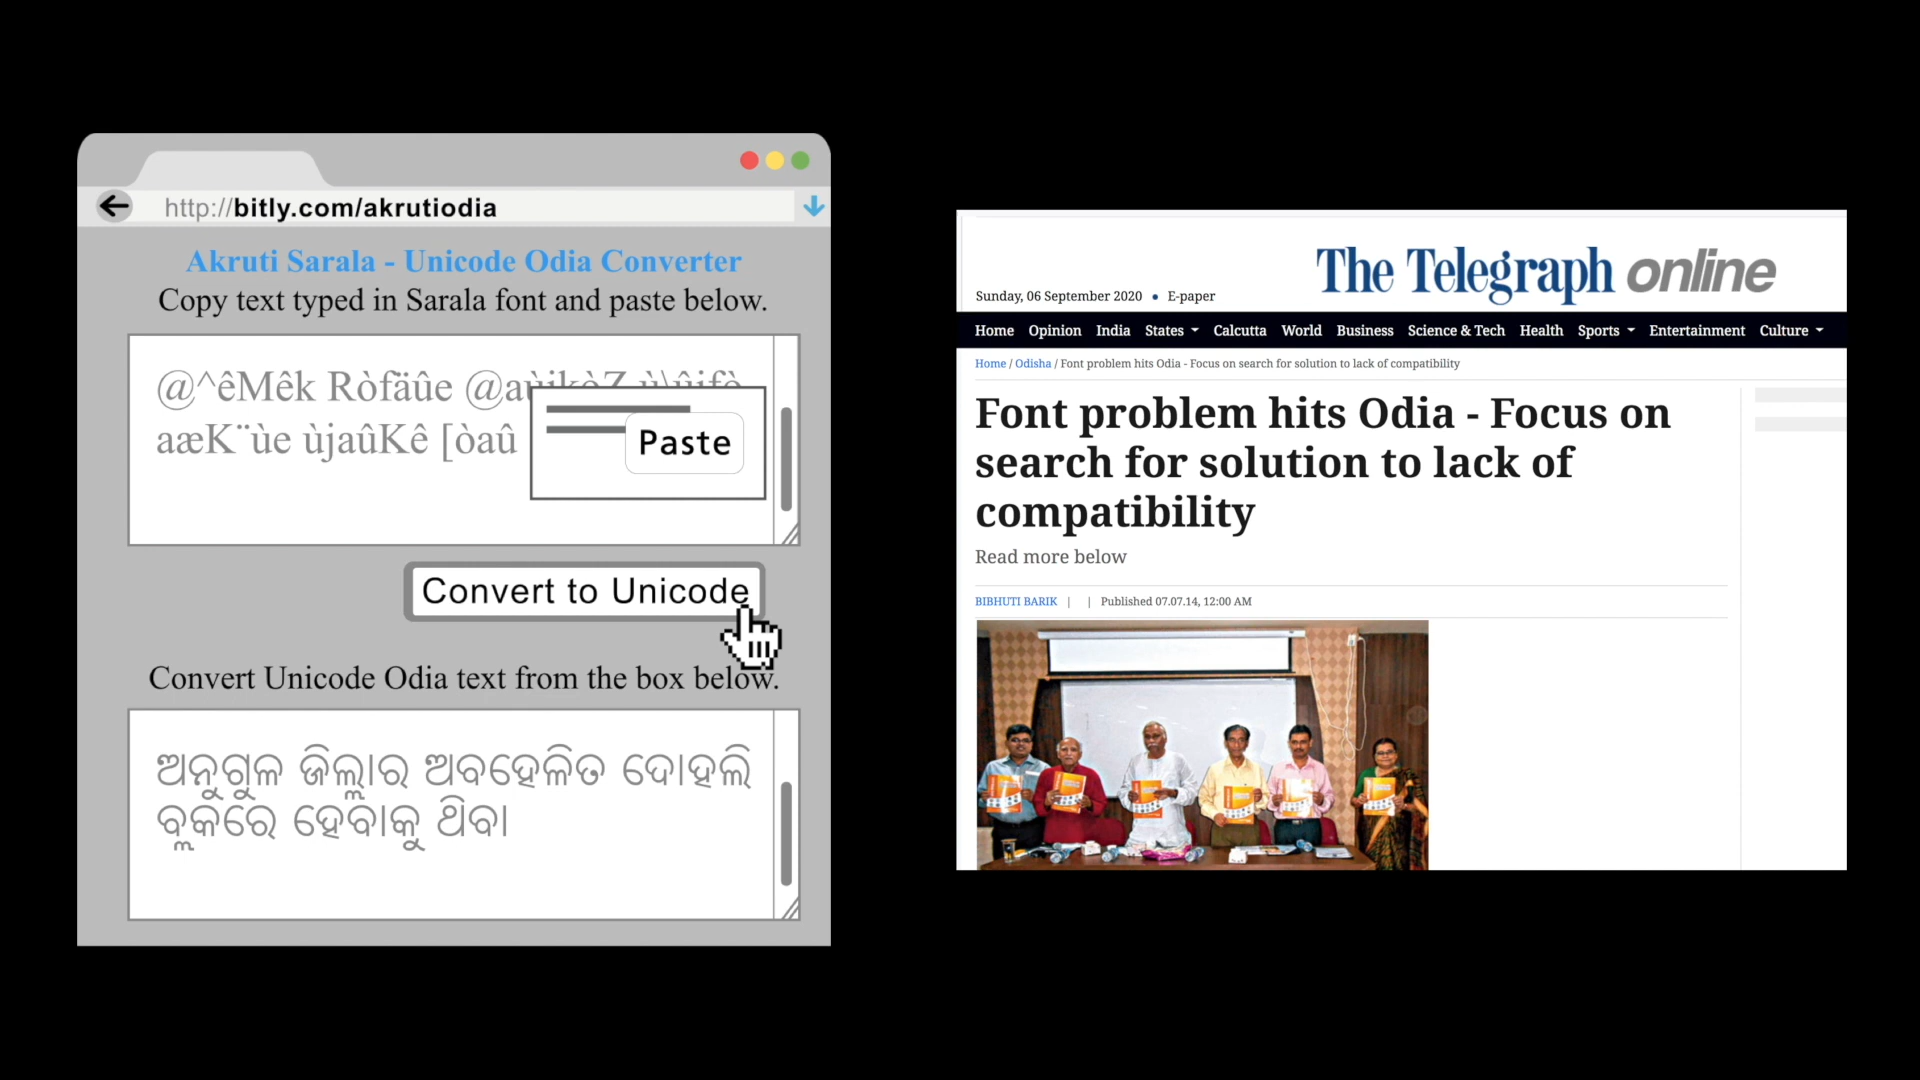 http://bitly.com/akrutiodia
Akruti Sarala - Unicode Odia Converter
Copy text typed in Sarala font and paste below.
@^êMêk Ròfäûe
aæK¨ùe ùjaûKê [òaû
Paste
Convert to Unicode
Convert Unicode Odia text from the box below.
ଅନୁଗୁଳ ଜିଲ୍ଲାର ଅବହେଳିତ ଦୋହଲି
ବ୍ଲକରେ ହେବାକୁ ଥିବା
The Telegraph online
Sunday, 06 September 2020 • E-paper
Home Opinion India States Calcutta World Business Science & Tech Health Sports Entertainment Culture
Home / Odisha / Font problem hits Odia - Focus on search for solution to lack of compatibility
Font problem hits Odia - Focus on
search for solution to lack of
compatibility
Read more below
BIBHUTI BARIK | | Published 07.07.14, 12:00 AM